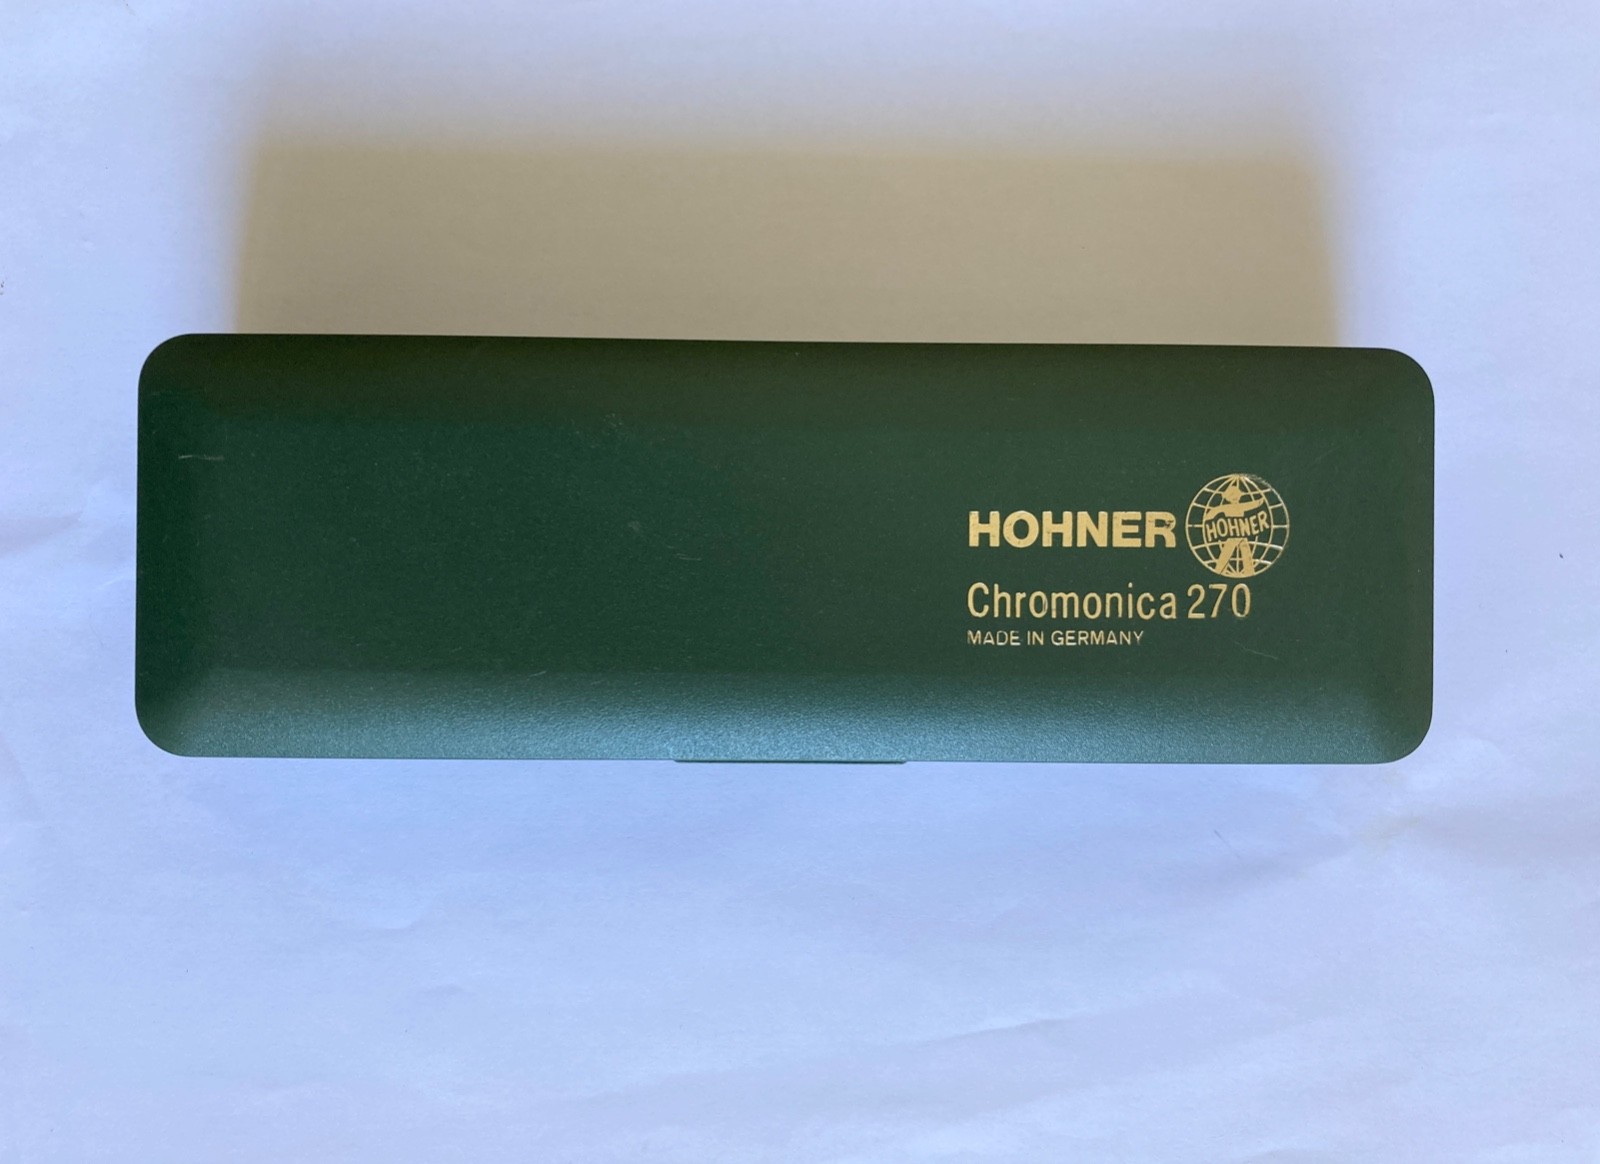 HOHNER HOHNER
Chromonica 270
MADE IN GERMANY